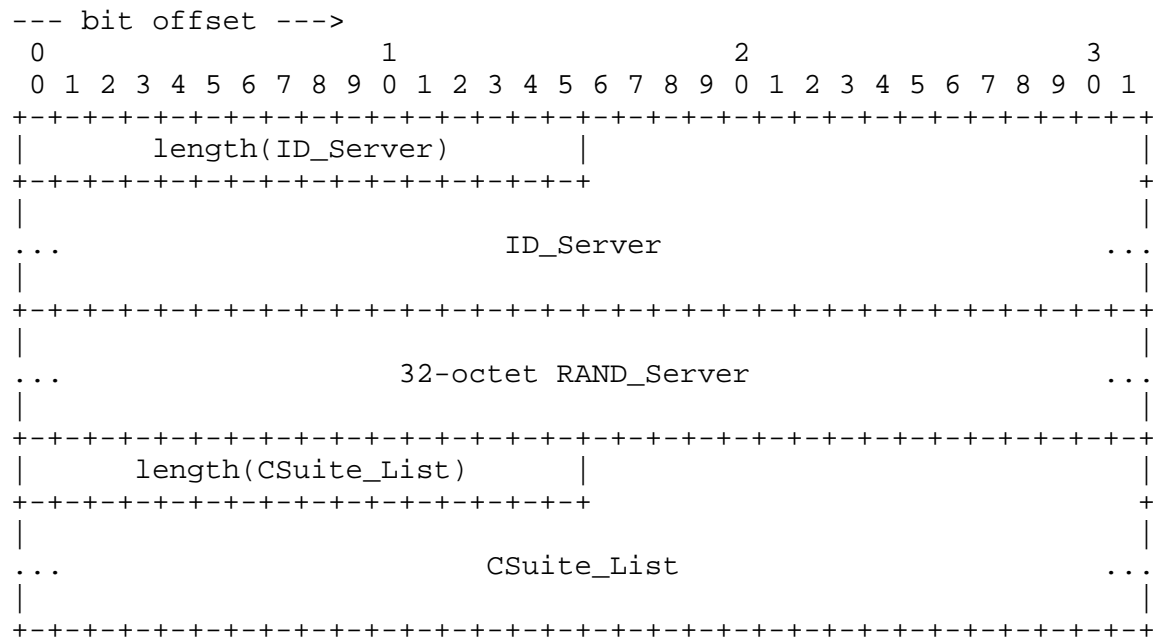 --- bit offset --->
 0                   1                   2                   3
 0 1 2 3 4 5 6 7 8 9 0 1 2 3 4 5 6 7 8 9 0 1 2 3 4 5 6 7 8 9 0 1
+-+-+-+-+-+-+-+-+-+-+-+-+-+-+-+-+-+-+-+-+-+-+-+-+-+-+-+-+-+-+-+-+
|       length(ID_Server)       |                               |
+-+-+-+-+-+-+-+-+-+-+-+-+-+-+-+-+                               +
|                                                               |
...                         ID_Server                         ...
|                                                               |
+-+-+-+-+-+-+-+-+-+-+-+-+-+-+-+-+-+-+-+-+-+-+-+-+-+-+-+-+-+-+-+-+
|                                                               |
...                   32-octet RAND_Server                    ...
|                                                               |
+-+-+-+-+-+-+-+-+-+-+-+-+-+-+-+-+-+-+-+-+-+-+-+-+-+-+-+-+-+-+-+-+
|      length(CSuite_List)      |                               |
+-+-+-+-+-+-+-+-+-+-+-+-+-+-+-+-+                               +
|                                                               |
...                        CSuite_List                        ...
|                                                               |
+-+-+-+-+-+-+-+-+-+-+-+-+-+-+-+-+-+-+-+-+-+-+-+-+-+-+-+-+-+-+-+-+